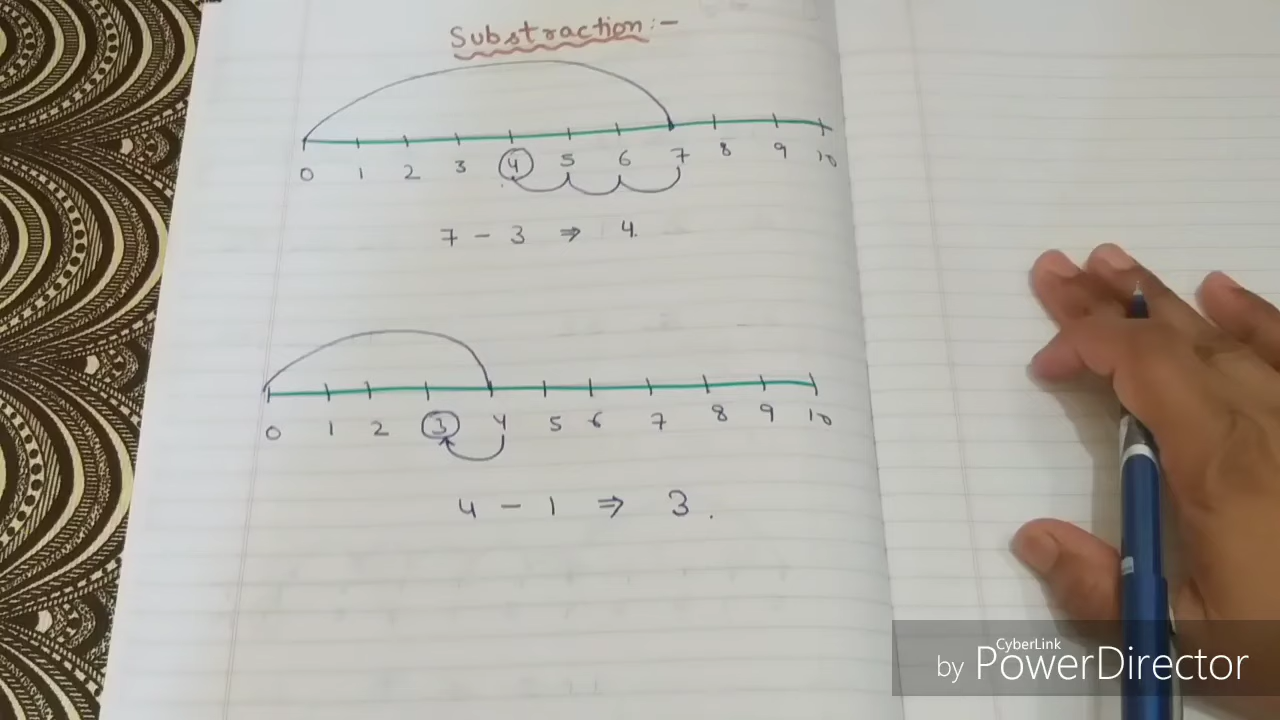 Substraction :-
0 1 2 3 4 5 6 7 8 9 10
7 - 3 ⇒ 4.
0 1 2 3 4 5 6 7 8 9 10
4 - 1 ⇒ 3.
CyberLink
by PowerDirector